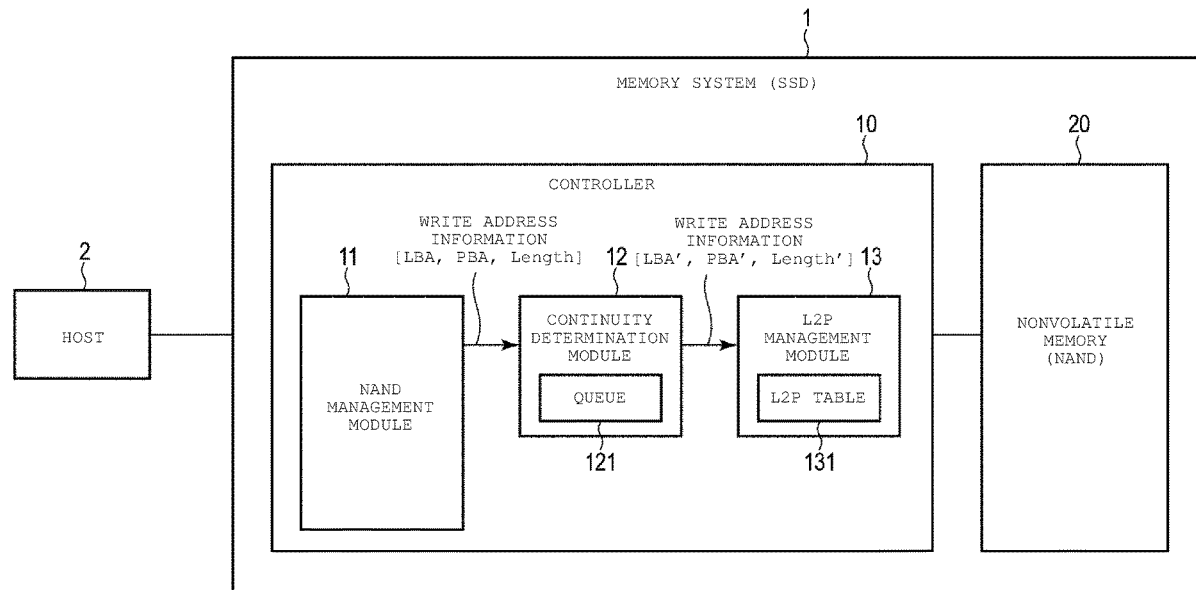 1
MEMORY SYSTEM (SSD)
10
20
CONTROLLER
WRITE ADDRESS
INFORMATION
[LBA, PBA, Length]
WRITE ADDRESS
INFORMATION
[LBA', PBA', Length']
2
11
12
13
HOST
NAND
MANAGEMENT
MODULE
CONTINUITY
DETERMINATION
MODULE
QUEUE
121
L2P
MANAGEMENT
MODULE
L2P TABLE
131
NONVOLATILE
MEMORY
(NAND)